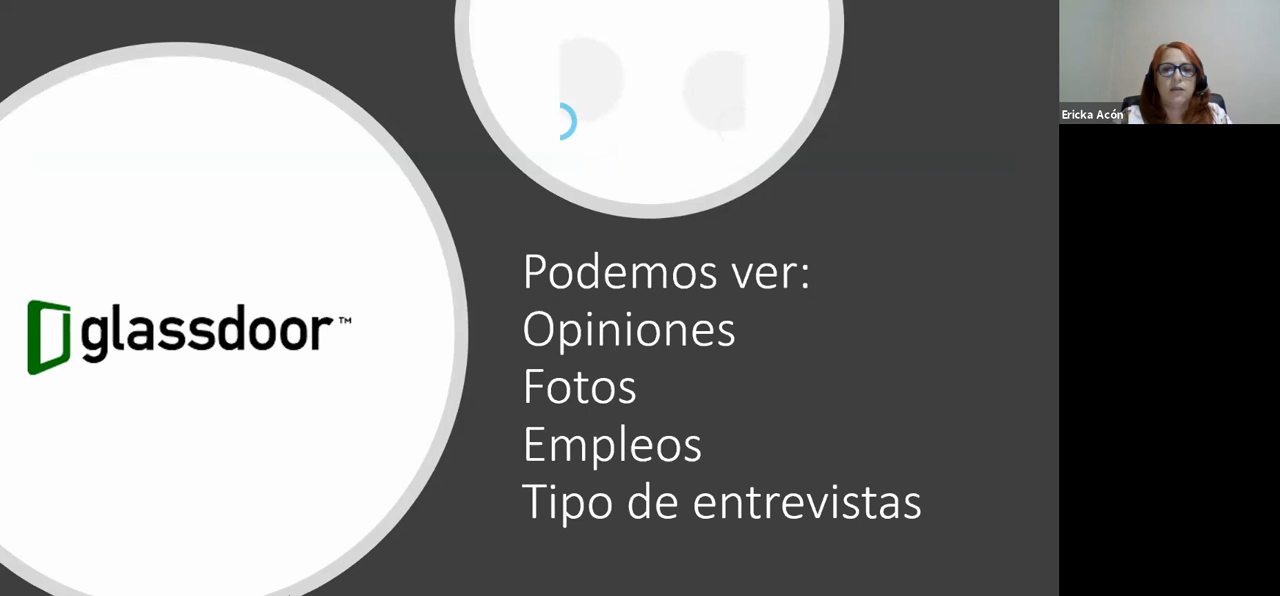 glassdoor™
Podemos ver:
Opiniones
Fotos
Empleos
Tipo de entrevistas
Ericka Acón